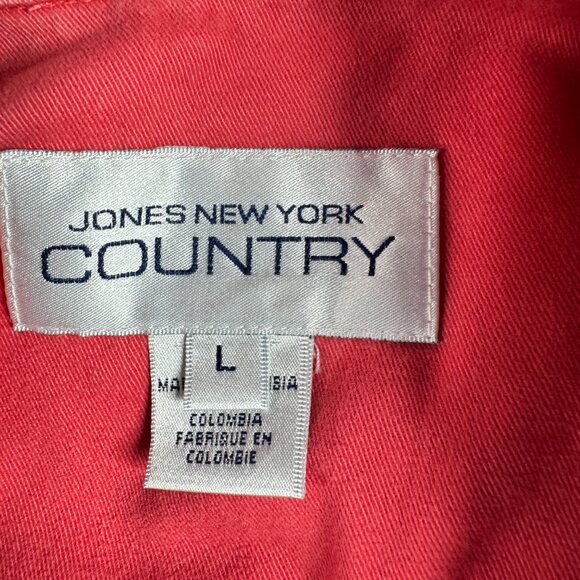 JONES NEW YORK
COUNTRY
L
COLOMBIA
FABRIQUE EN
COLOMBIE